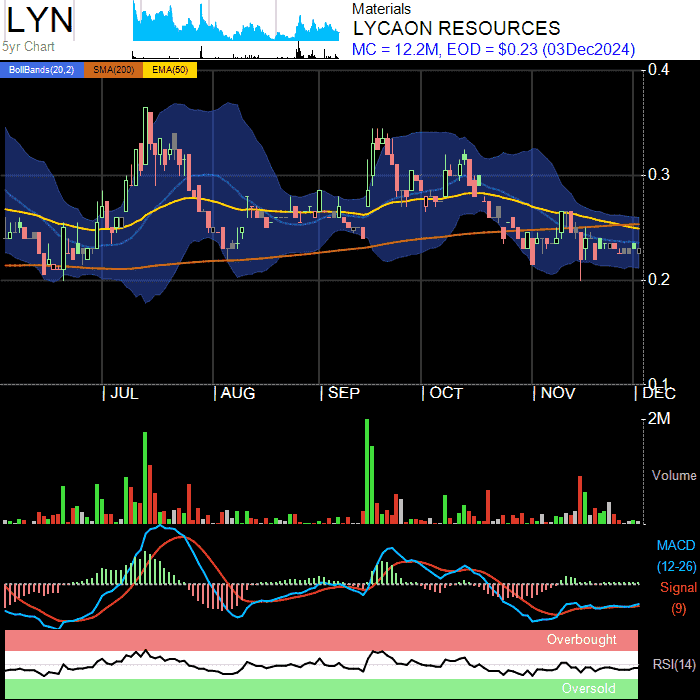 LYN
5yr Chart
Materials
LYCAON RESOURCES
MC = 12.2M, EOD = $0.23 (03Dec2024)
BollBands(20,2) SMA(200) EMA(50)
0.4
0.3
0.2
0.1
JUL AUG SEP OCT NOV DEC
2M
Volume
MACD
(12-26)
Signal
(9)
Overbought
RSI(14)
Oversold